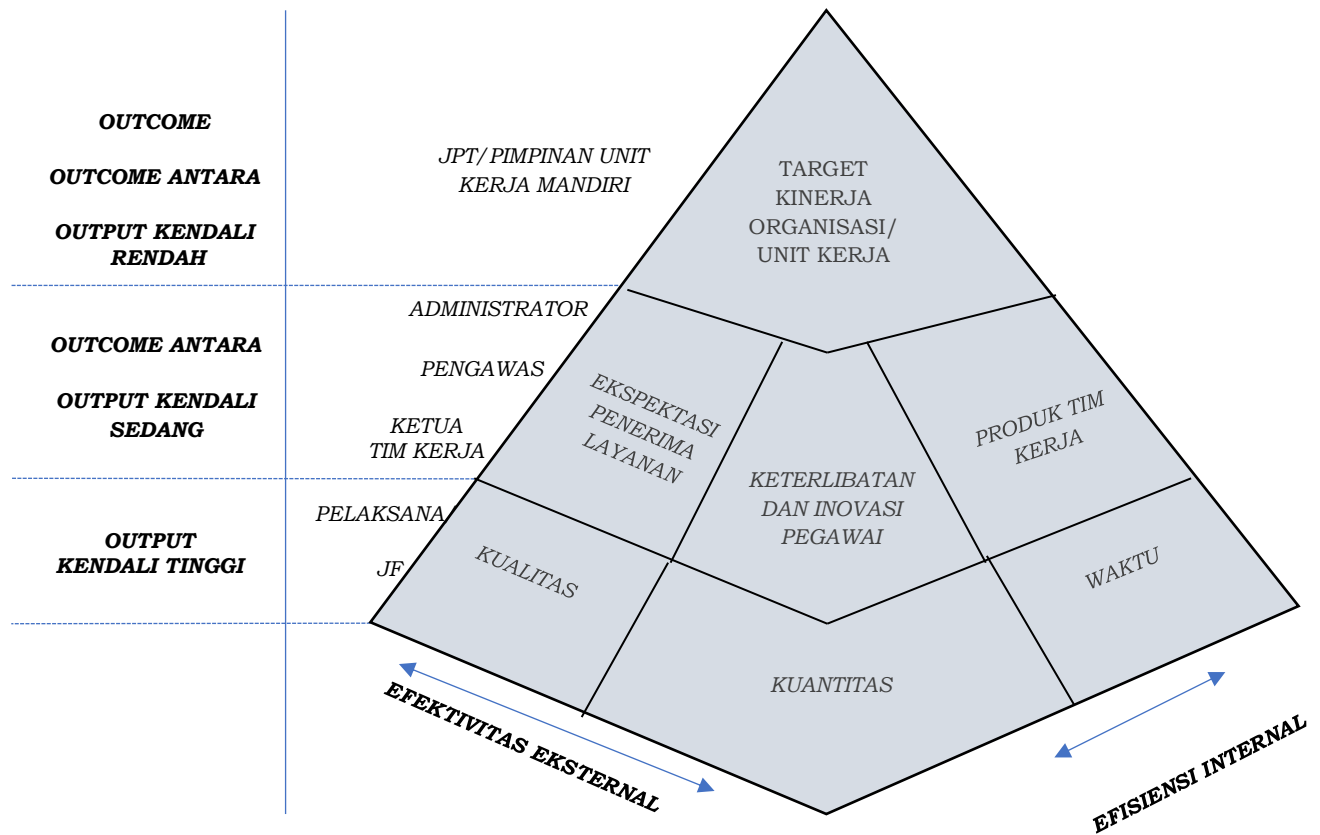 OUTCOME
OUTCOME ANTARA
OUTPUT KENDALI
RENDAH
JPT/PIMPINAN UNIT
KERJA MANDIRI
TARGET
KINERJA
ORGANISASI/
UNIT KERJA
OUTCOME ANTARA
OUTPUT KENDALI
SEDANG
ADMINISTRATOR
PENGAWAS
KETUA
TIM KERJA
EKSPEKTASI
PENERIMA
LAYANAN
KETERLIBATAN
DAN INOVASI
PEGAWAI
PRODUK TIM
KERJA
OUTPUT
KENDALI TINGGI
PELAKSANA
JF
KUALITAS
KUANTITAS
WAKTU
EFEKTIVITAS EKSTERNAL
EFISIENSI INTERNAL